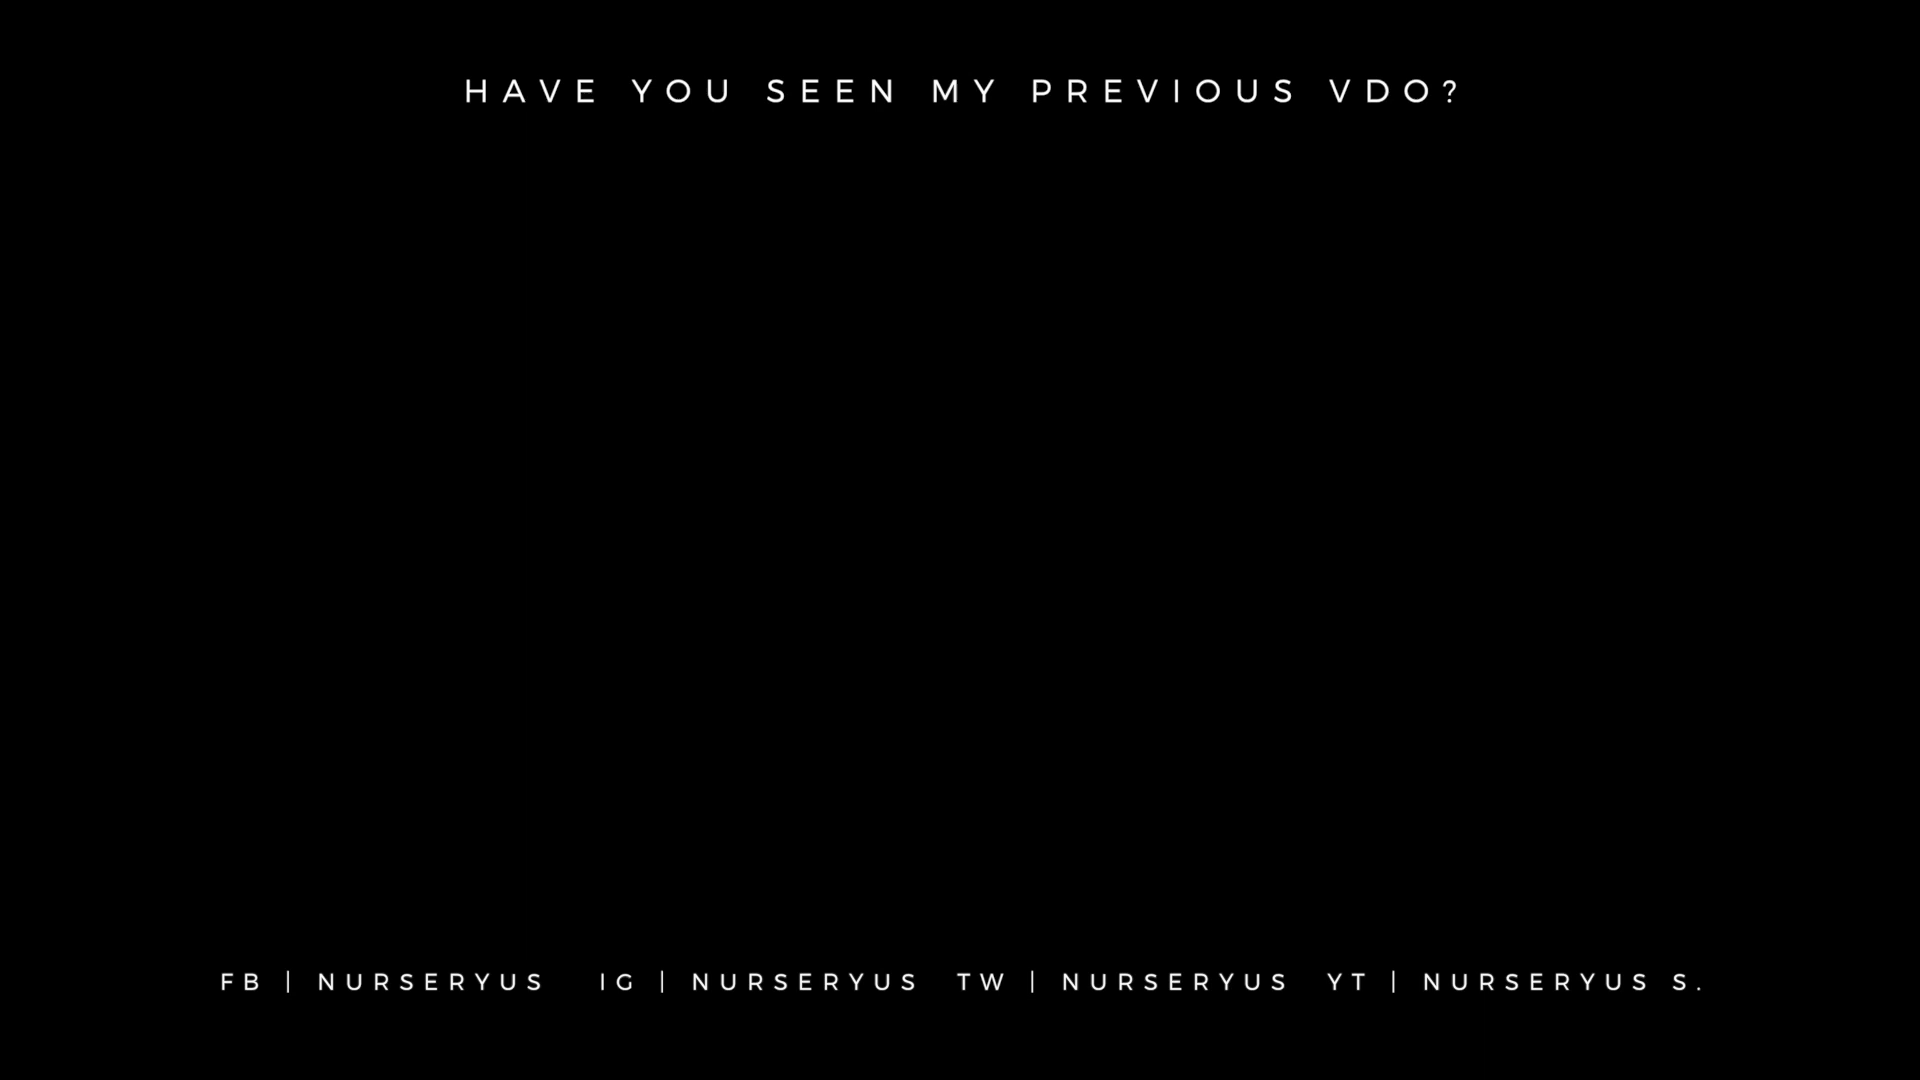 HAVE YOU SEEN MY PREVIOUS VDO?
FB | NURSERYUS IG | NURSERYUS TW | NURSERYUS YT | NURSERYUS S.